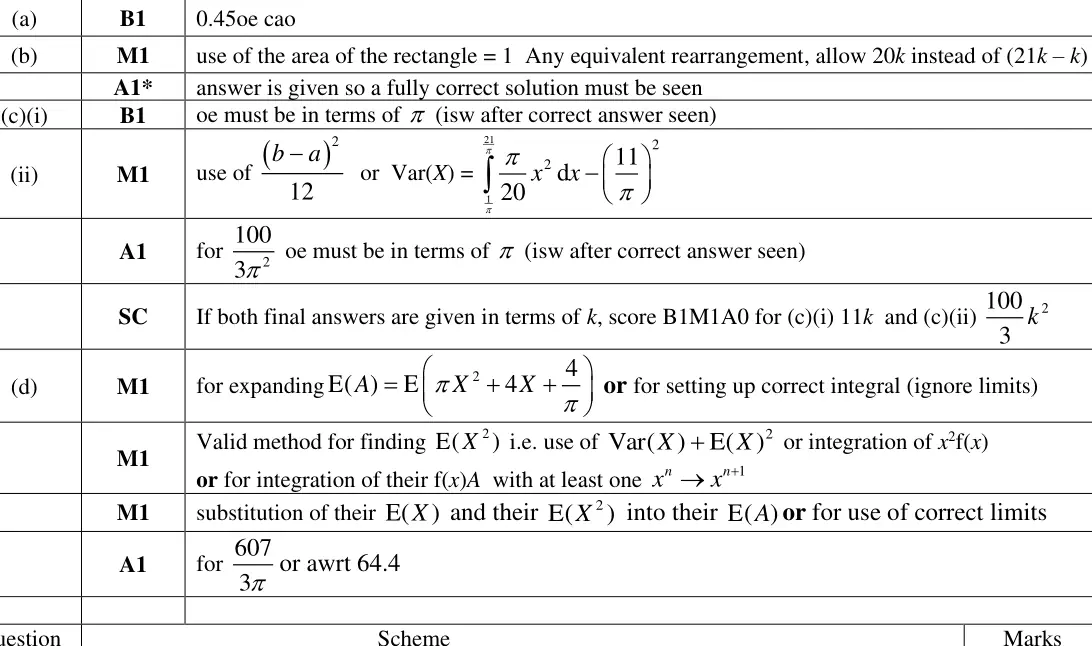 (a) B1 0.45oe cao
(b) M1 use of the area of the rectangle = 1 Any equivalent rearrangement, allow 20k instead of (21k – k)
A1* answer is given so a fully correct solution must be seen
(c)(i) B1 oe must be in terms of π (isw after correct answer seen)
(ii) M1 use of (b − a)²/12 or Var(X) = ∫_{1/π}^{21/π} π/20 x² dx − (11/π)²
A1 for 100/3π² oe must be in terms of π (isw after correct answer seen)
SC If both final answers are given in terms of k, score B1M1A0 for (c)(i) 11k and (c)(ii) 100/3 k²
(d) M1 for expanding E(A) = E(πX² + 4X + 4/π) or for setting up correct integral (ignore limits)
M1 Valid method for finding E(X²) i.e. use of Var(X) + E(X)² or integration of x²f(x)
or for integration of their f(x)A with at least one xⁿ → xⁿ⁺¹
M1 substitution of their E(X) and their E(X²) into their E(A) or for use of correct limits
A1 for 607/3π or awrt 64.4
uestion Scheme Marks